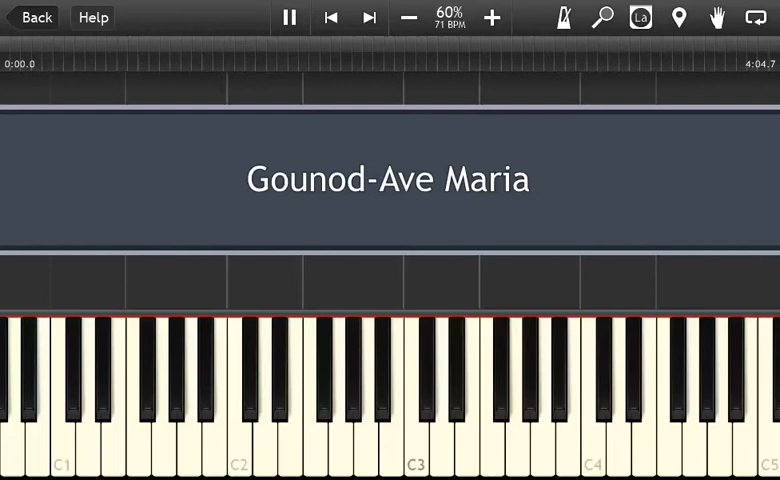 Back Help 60% La
71 BPM
0:00.0 4:04.7
Gounod-Ave Maria
C1 C2 C3 C4 C5